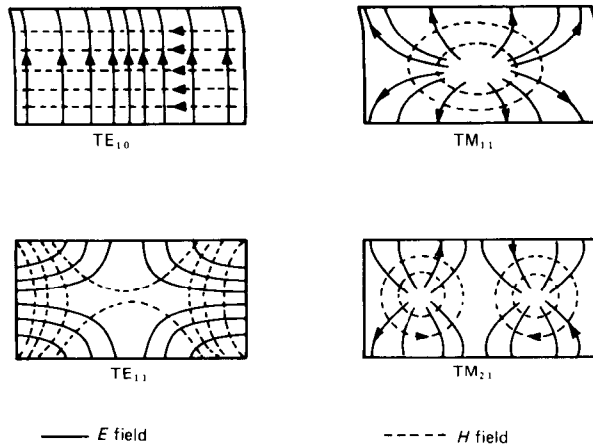 TE₁₀
TM₁₁
TE₁₁
TM₂₁
E field
H field